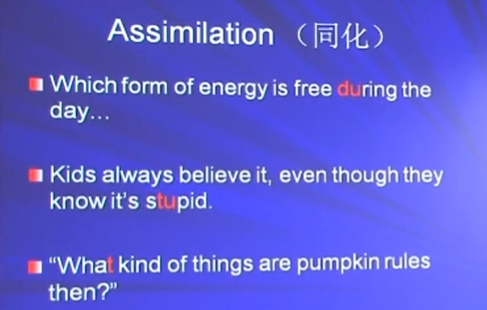 Assimilation （同化）
Which form of energy is free during the
day…
Kids always believe it, even though they
know it's stupid.
“What kind of things are pumpkin rules
then?”